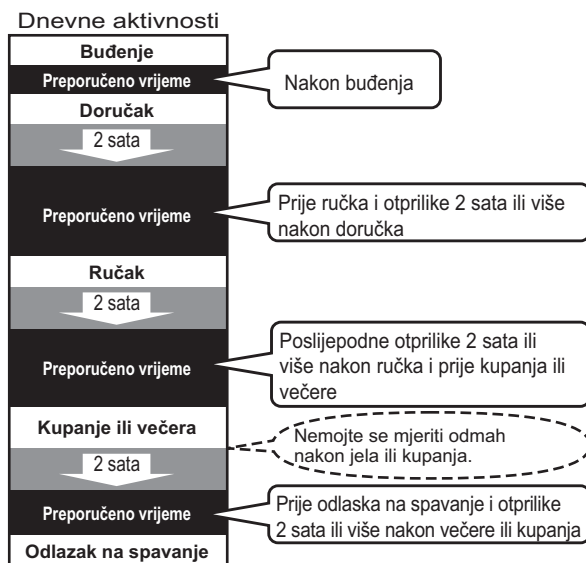 Dnevne aktivnosti
Buđenje
Preporučeno vrijeme
Nakon buđenja
Doručak
2 sata
Preporučeno vrijeme
Prije ručka i otprilike 2 sata ili više
nakon doručka
Ručak
2 sata
Preporučeno vrijeme
Poslijepodne otprilike 2 sata ili
više nakon ručka i prije kupanja ili
večere
Kupanje ili večera
Nemojte se mjeriti odmah
nakon jela ili kupanja.
2 sata
Preporučeno vrijeme
Prije odlaska na spavanje i otprilike
2 sata ili više nakon večere ili kupanja
Odlazak na spavanje